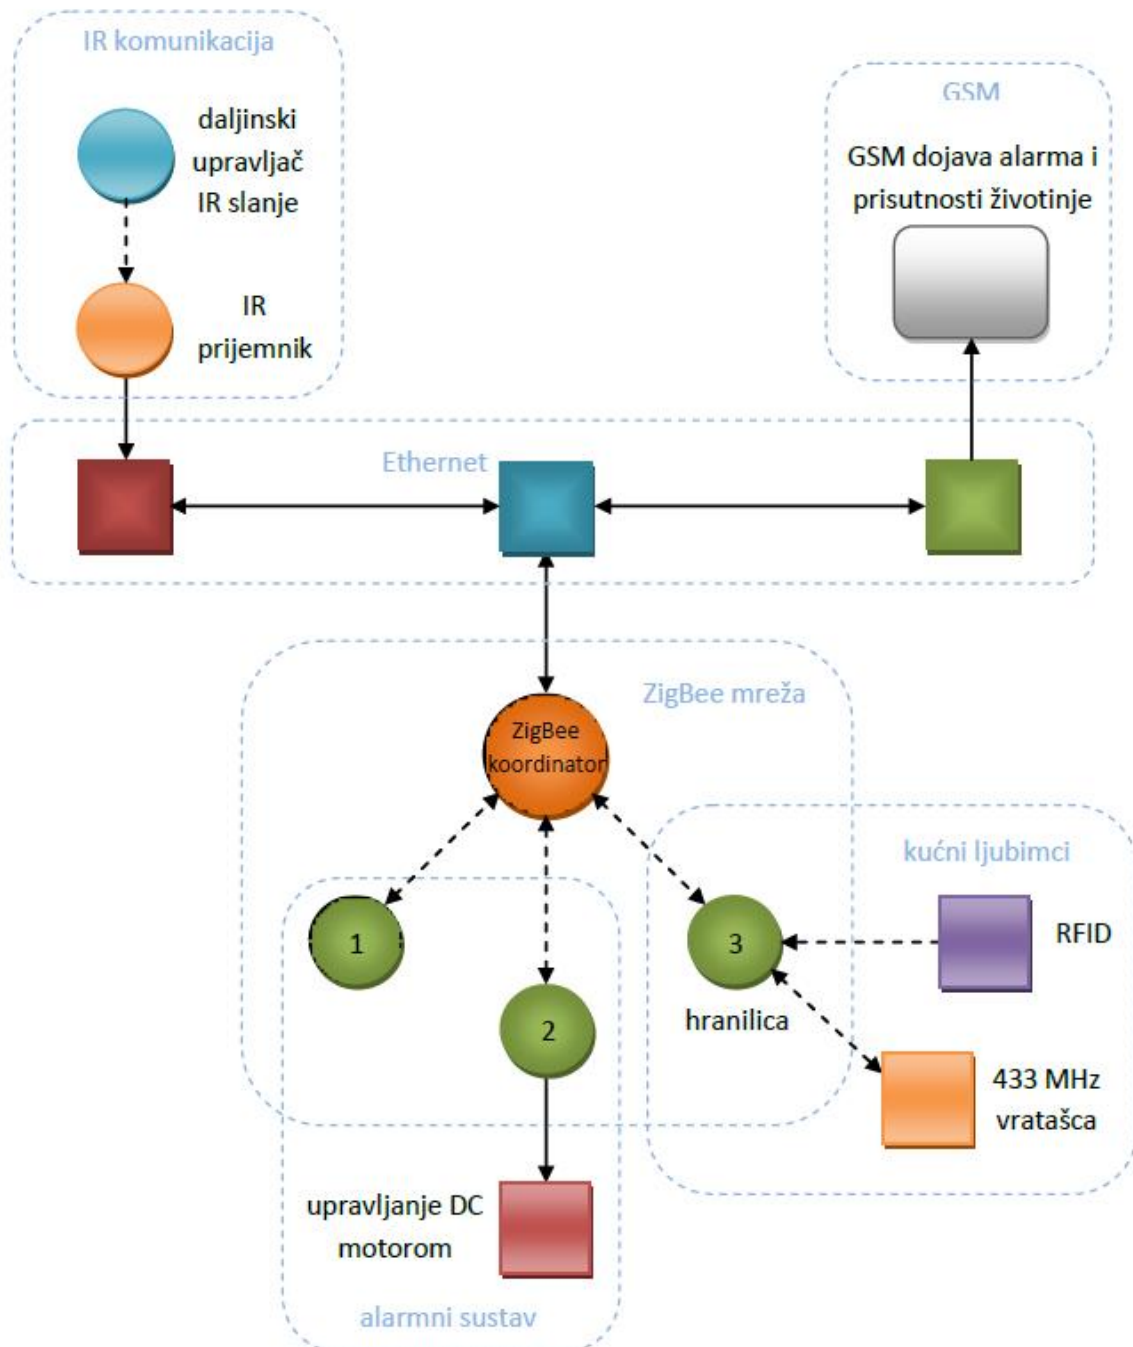 IR komunikacija
daljinski
upravljač
IR slanje
IR
prijemnik
GSM
GSM dojava alarma i
prisutnosti životinje
Ethernet
ZigBee mreža
ZigBee
koordinator
kućni ljubimci
1
2
3
hranilica
RFID
433 MHz
vratašca
upravljanje DC
motorom
alarmni sustav